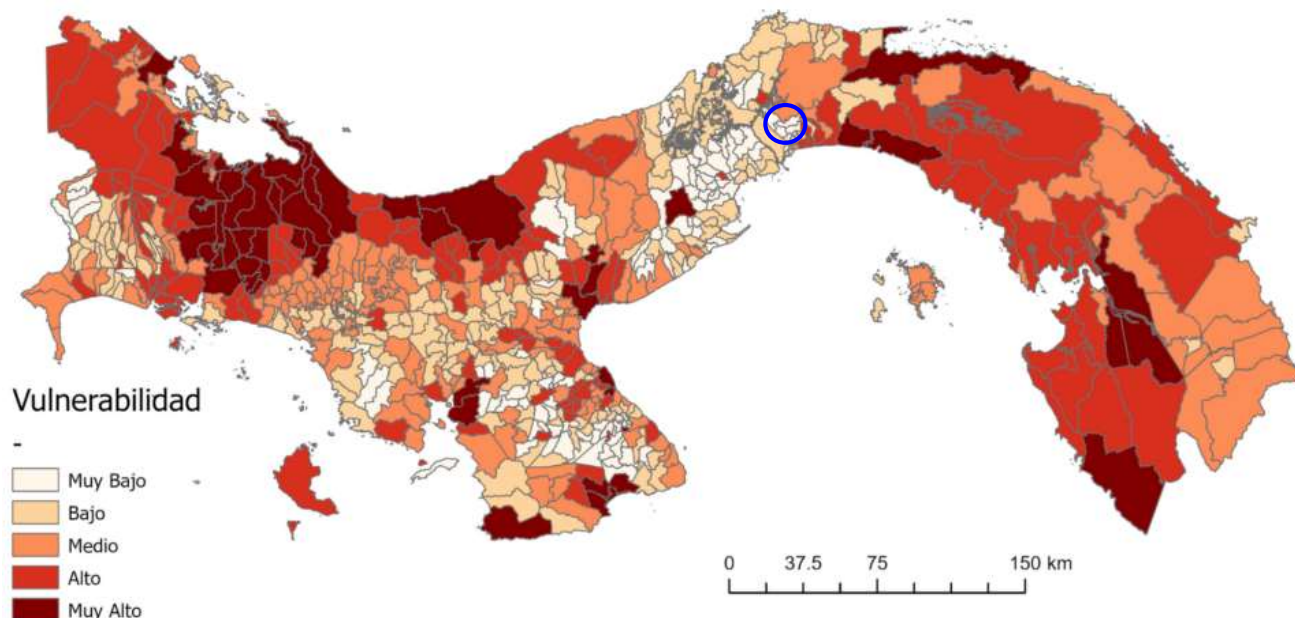 Vulnerabilidad
-
Muy Bajo
Bajo
Medio
Alto
Muy Alto
0 37.5 75 150 km